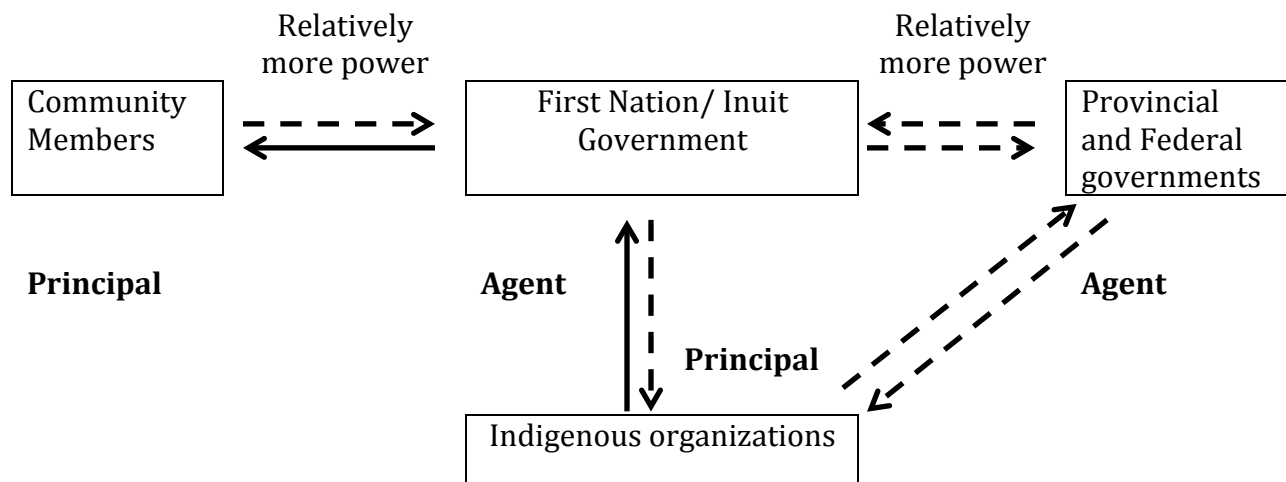 Relatively
more power
Relatively
more power
Community
Members
First Nation/ Inuit
Government
Provincial
and Federal
governments
Principal
Agent
Agent
Principal
Indigenous organizations